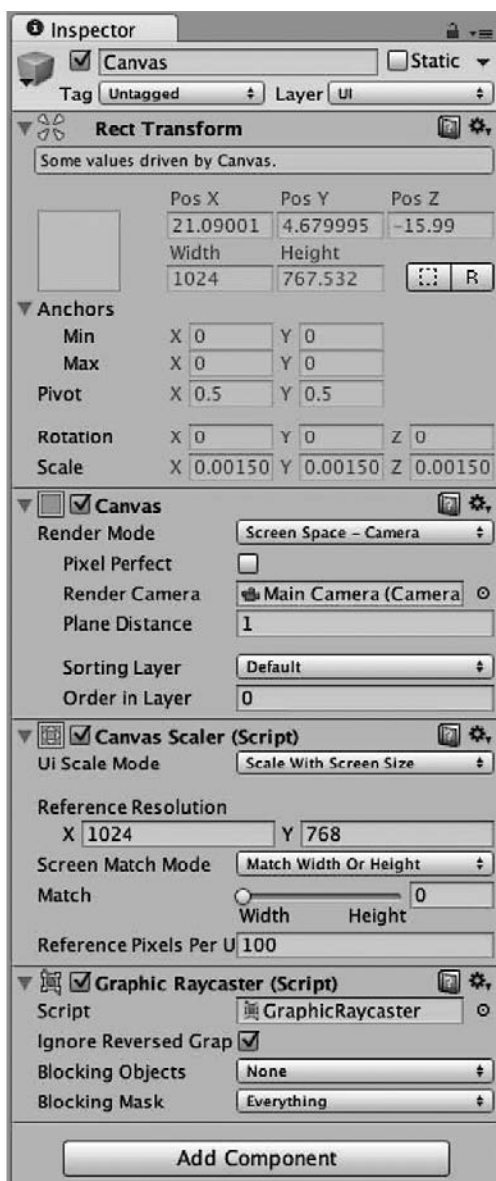 Inspector
Canvas Static
Tag Untagged Layer UI
Rect Transform
Some values driven by Canvas.
Pos X Pos Y Pos Z
21.09001 4.679995 -15.99
Width Height
1024 767.532 R
Anchors
Min X 0 Y 0
Max X 0 Y 0
Pivot X 0.5 Y 0.5
Rotation X 0 Y 0 Z 0
Scale X 0.00150 Y 0.00150 Z 0.00150
Canvas
Render Mode Screen Space – Camera
Pixel Perfect
Render Camera Main Camera (Camera
Plane Distance 1
Sorting Layer Default
Order in Layer 0
Canvas Scaler (Script)
Ui Scale Mode Scale With Screen Size
Reference Resolution
X 1024 Y 768
Screen Match Mode Match Width Or Height
Match 0
Width Height
Reference Pixels Per U 100
Graphic Raycaster (Script)
Script GraphicRaycaster
Ignore Reversed Grap
Blocking Objects None
Blocking Mask Everything
Add Component